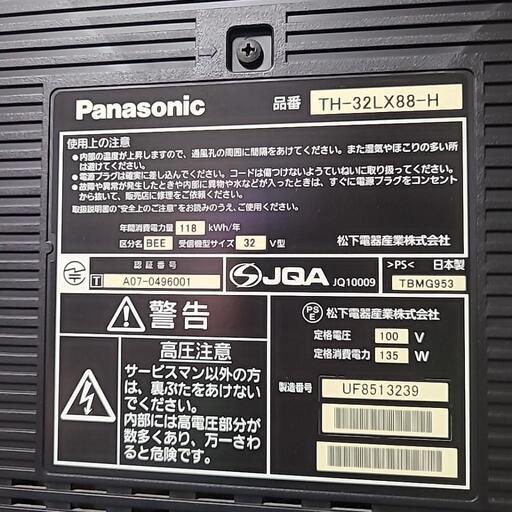 Panasonic
品番 TH-32LX88-H
使用上の注意
●内部の温度が上昇しますので、通風孔の周囲に間隔をあけてください。また湿気やほこりの多い所は避けてください。
●電源プラグは確実に差し込んでください。コードは傷つけないようていねいに取り扱ってください。
●故障や異常が発生したときや内部に異物や水などが入ったときは、すぐに電源プラグをコンセントから抜いて、販売店に修理をご依頼ください。
取扱説明書の"安全上のご注意"をお読みのうえ、ご使用ください。
年間消費電力量 118 kWh/年
区分名 BEE 受信機型サイズ 32 V型
松下電器産業株式会社
認証番号
T A07-0496001
JQA JQ10009
>PS< 日本製
TBMG953
警告
高圧注意
サービスマン以外の方
は、裏ぶたをあけない
でください。
内部には高電圧部分が
数多くあり、万一さわ
ると危険です。
PS
E 松下電器産業株式会社
定格電圧 100 V
定格消費電力 135 W
製造番号 UF8513239